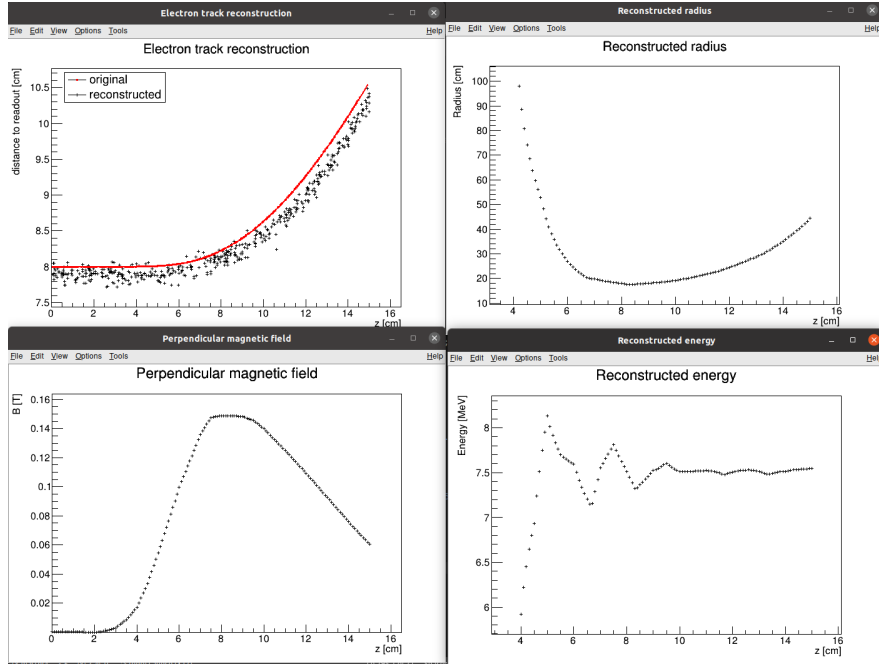 Electron track reconstruction
File Edit View Options Tools Help
Electron track reconstruction
distance to readout [cm]
original
reconstructed
10.5
10
9.5
9
8.5
8
7.5
0 2 4 6 8 10 12 14 16
z [cm]
Reconstructed radius
File Edit View Options Tools Help
Reconstructed radius
Radius [cm]
100
90
80
70
60
50
40
30
20
10
4 6 8 10 12 14 16
z [cm]
Perpendicular magnetic field
File Edit View Options Tools Help
Perpendicular magnetic field
B [T]
0.16
0.14
0.12
0.1
0.08
0.06
0.04
0.02
0 2 4 6 8 10 12 14 16
z [cm]
Reconstructed energy
File Edit View Options Tools Help
Reconstructed energy
Energy [MeV]
8
7.5
7
6.5
6
4 6 8 10 12 14 16
z [cm]